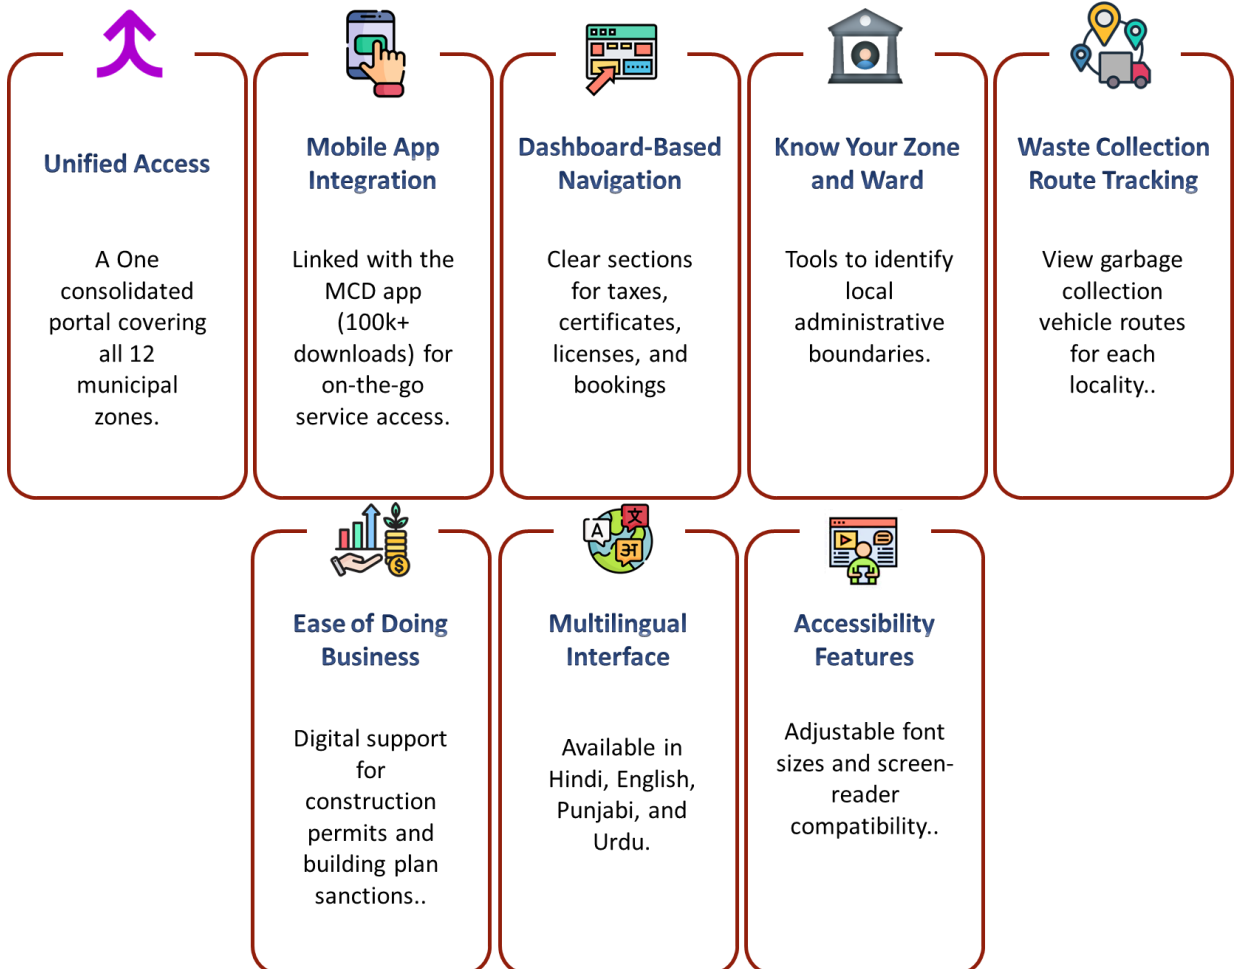 Unified Access
A One
consolidated
portal covering
all 12
municipal
zones.
Mobile App
Integration
Linked with the
MCD app
(100k+
downloads) for
on-the-go
service access.
Dashboard-Based
Navigation
Clear sections
for taxes,
certificates,
licenses, and
bookings
Know Your Zone
and Ward
Tools to identify
local
administrative
boundaries.
Waste Collection
Route Tracking
View garbage
collection
vehicle routes
for each
locality..
$
Ease of Doing
Business
Digital support
for
construction
permits and
building plan
sanctions..
A
文
अ
Multilingual
Interface
Available in
Hindi, English,
Punjabi, and
Urdu.
Accessibility
Features
Adjustable font
sizes and screen-
reader
compatibility..